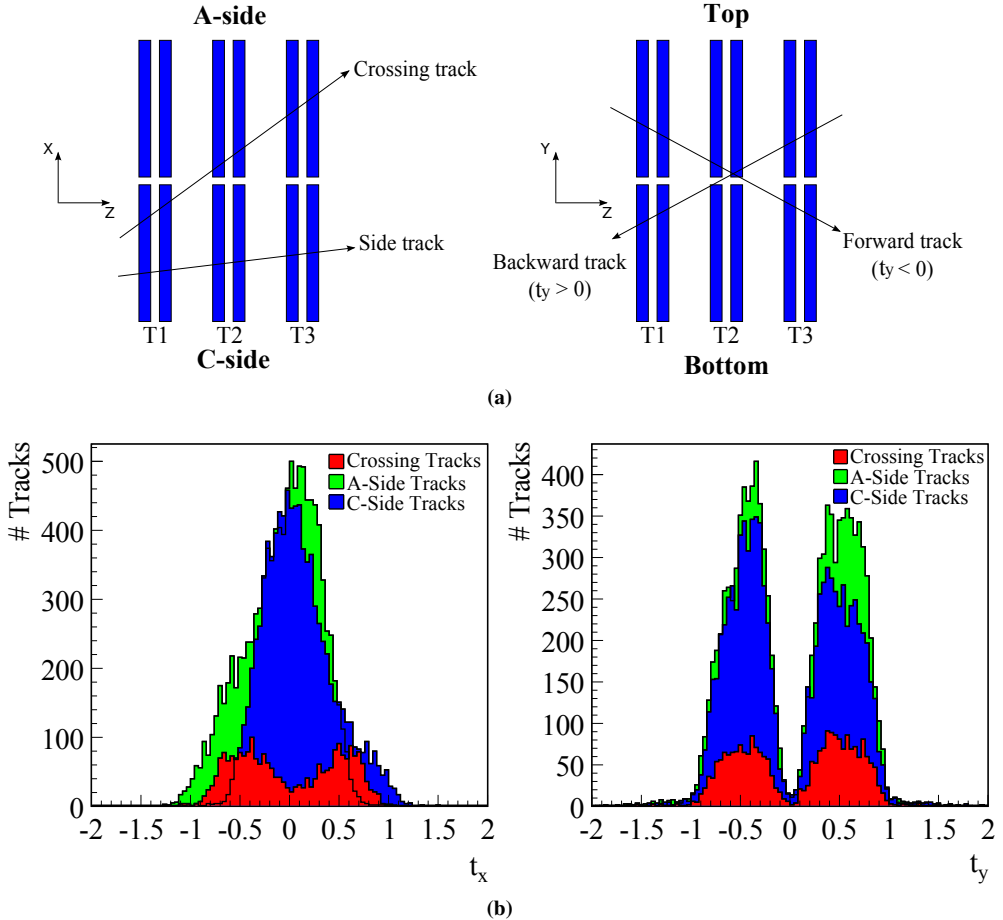 A-side
Crossing track
X
Z
Side track
T1 T2 T3
C-side
Top
Y
Z
Forward track
(ty < 0)
Backward track
(ty > 0)
T1 T2 T3
Bottom
(a)
# Tracks
500
400
300
200
100
0
Crossing Tracks
A-Side Tracks
C-Side Tracks
-2 -1.5 -1 -0.5 0 0.5 1 1.5 2
tx
# Tracks
400
350
300
250
200
150
100
50
0
Crossing Tracks
A-Side Tracks
C-Side Tracks
-2 -1.5 -1 -0.5 0 0.5 1 1.5 2
ty
(b)